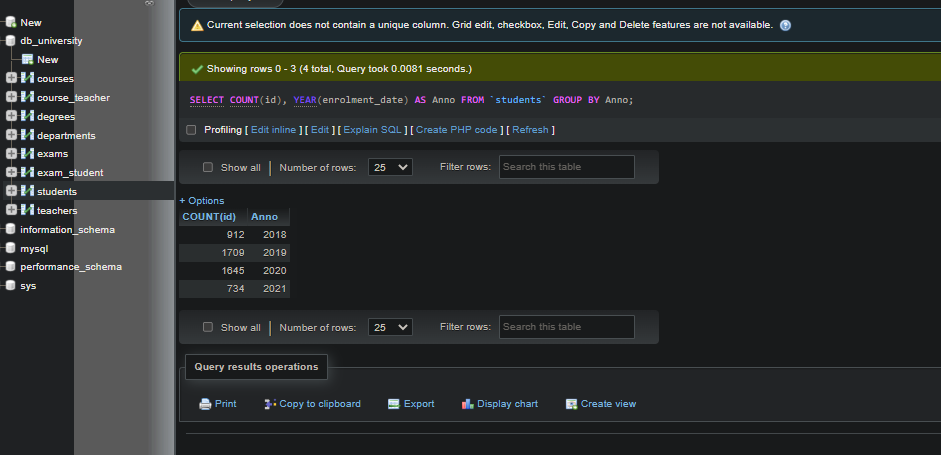 New
db_university
New
courses
course_teacher
degrees
departments
exams
exam_student
students
teachers
information_schema
mysql
performance_schema
sys
Current selection does not contain a unique column. Grid edit, checkbox, Edit, Copy and Delete features are not available.
Showing rows 0 - 3 (4 total, Query took 0.0081 seconds.)
SELECT COUNT(id), YEAR(enrolment_date) AS Anno FROM `students` GROUP BY Anno;
Profiling [ Edit inline ] [ Edit ] [ Explain SQL ] [ Create PHP code ] [ Refresh ]
Show all Number of rows: 25 Filter rows: Search this table
+ Options
COUNT(id) Anno
912 2018
1709 2019
1645 2020
734 2021
Show all Number of rows: 25 Filter rows: Search this table
Query results operations
Print Copy to clipboard Export Display chart Create view